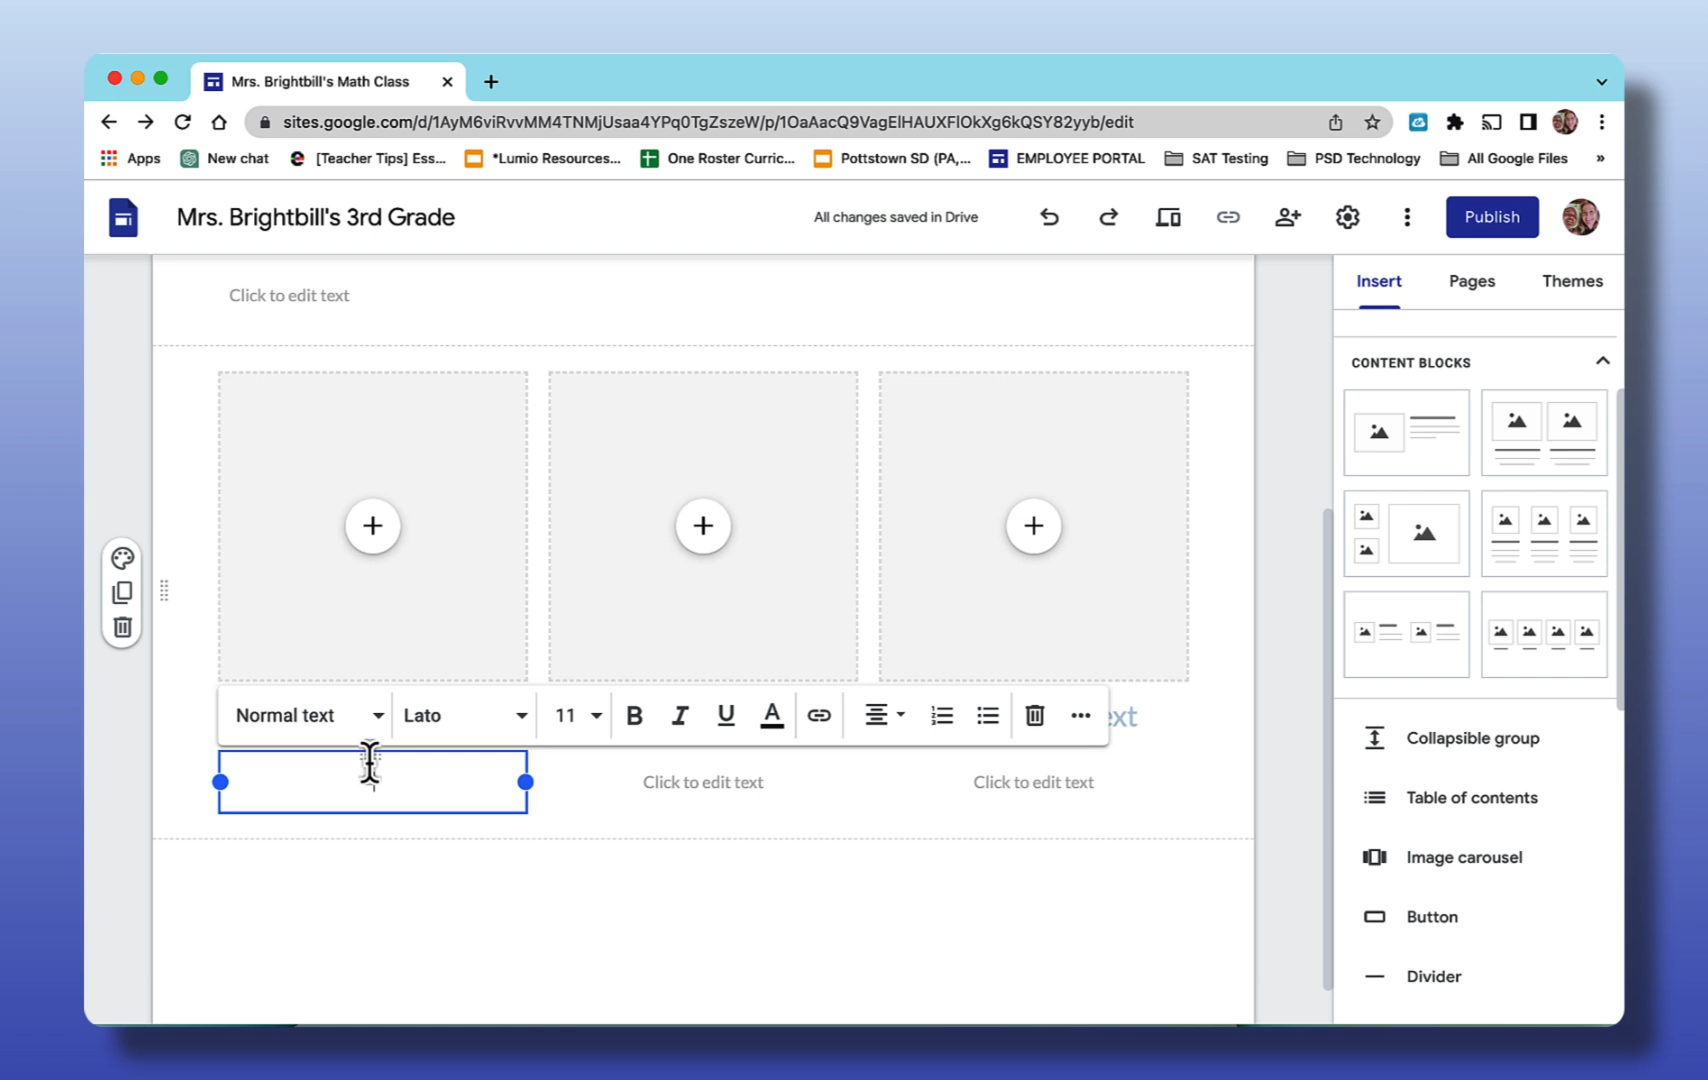 Mrs. Brightbill's Math Class
sites.google.com/d/1AyM6viRvvMM4TNMjUsaa4YPq0TgZszeW/p/1OaAacQ9VagElHAUXFlOkXg6kQSY82yyb/edit
Apps New chat [Teacher Tips] Ess... *Lumio Resources... One Roster Curric... Pottstown SD (PA,... EMPLOYEE PORTAL SAT Testing PSD Technology All Google Files »
Mrs. Brightbill's 3rd Grade
All changes saved in Drive
Publish
Insert Pages Themes
Click to edit text
CONTENT BLOCKS
Normal text Lato 11 B I U A ext
Click to edit text Click to edit text
Collapsible group
Table of contents
Image carousel
Button
Divider